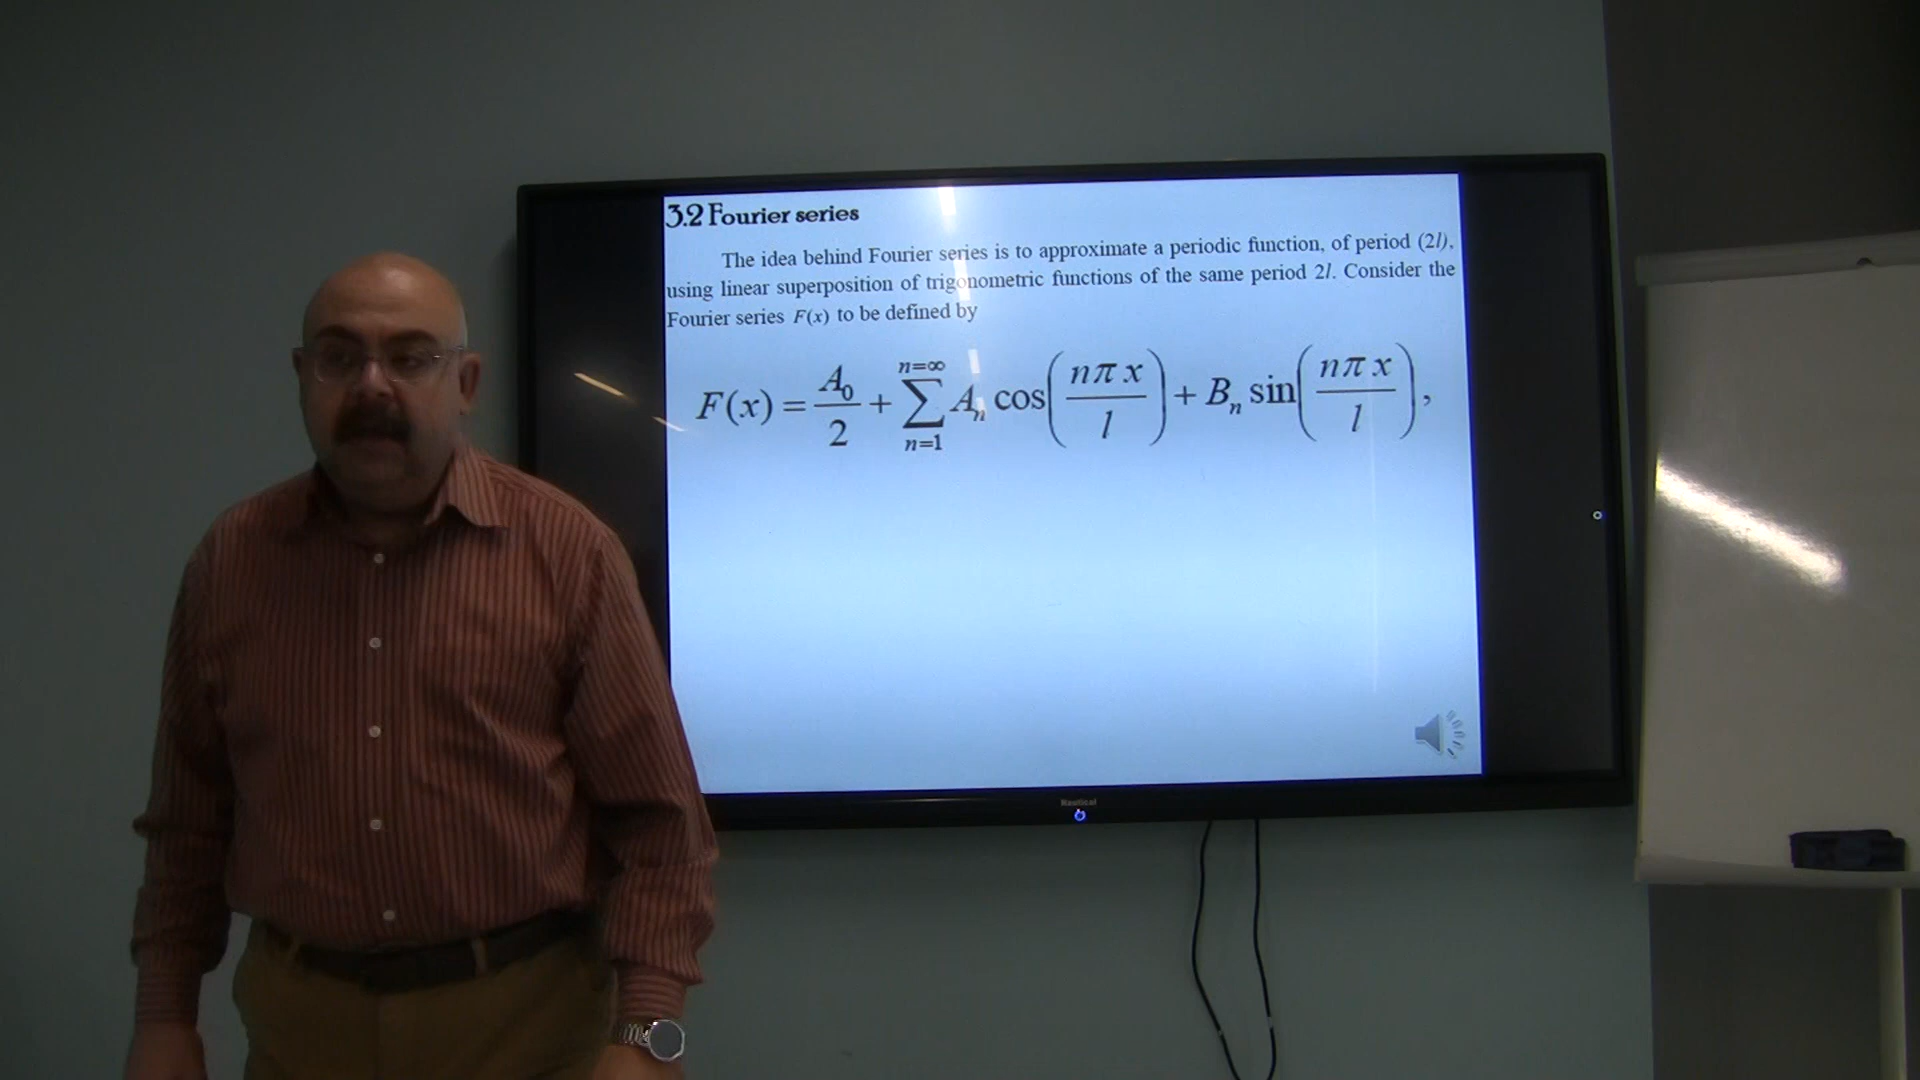 3.2 Fourier series
The idea behind Fourier series is to approximate a periodic function, of period (2l),
using linear superposition of trigonometric functions of the same period 2l. Consider the
Fourier series F(x) to be defined by
F(x) = A₀/2 + ∑_{n=1}^{n=∞} Aₙ cos(nπx/l) + Bₙ sin(nπx/l),